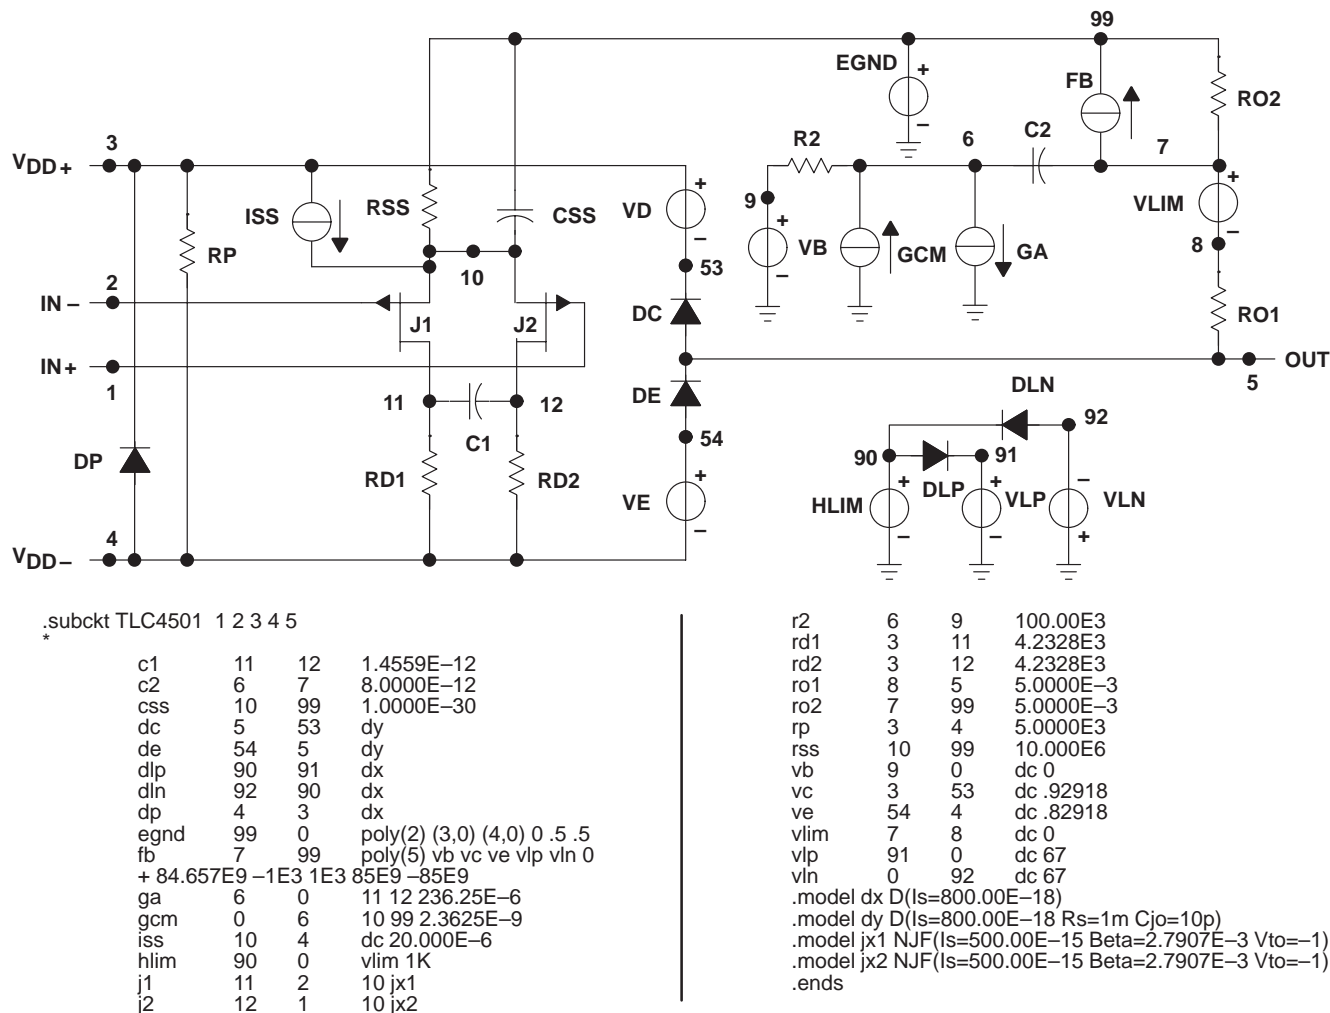 99
EGND
+
–
FB
RO2
3
VDD+
R2
6
C2
7
ISS
RSS
CSS
VD
+
–
9
+
VB
–
GCM
GA
VLIM
+
–
8
RP
10
53
2
IN –
J1
J2
DC
RO1
IN+
1
OUT
5
11
C1
12
DE
DLN
92
54
90
91
DP
RD1
RD2
VE
+
–
HLIM
+
–
DLP
+
VLP
–
–
VLN
+
4
VDD –
.subckt TLC4501 1 2 3 4 5
*
c1 11 12 1.4559E–12
c2 6 7 8.0000E–12
css 10 99 1.0000E–30
dc 5 53 dy
de 54 5 dy
dlp 90 91 dx
dln 92 90 dx
dp 4 3 dx
egnd 99 0 poly(2) (3,0) (4,0) 0 .5 .5
fb 7 99 poly(5) vb vc ve vlp vln 0
+ 84.657E9 –1E3 1E3 85E9 –85E9
ga 6 0 11 12 236.25E–6
gcm 0 6 10 99 2.3625E–9
iss 10 4 dc 20.000E–6
hlim 90 0 vlim 1K
j1 11 2 10 jx1
j2 12 1 10 jx2
r2 6 9 100.00E3
rd1 3 11 4.2328E3
rd2 3 12 4.2328E3
ro1 8 5 5.0000E–3
ro2 7 99 5.0000E–3
rp 3 4 5.0000E3
rss 10 99 10.000E6
vb 9 0 dc 0
vc 3 53 dc .92918
ve 54 4 dc .82918
vlim 7 8 dc 0
vlp 91 0 dc 67
vln 0 92 dc 67
.model dx D(Is=800.00E–18)
.model dy D(Is=800.00E–18 Rs=1m Cjo=10p)
.model jx1 NJF(Is=500.00E–15 Beta=2.7907E–3 Vto=–1)
.model jx2 NJF(Is=500.00E–15 Beta=2.7907E–3 Vto=–1)
.ends